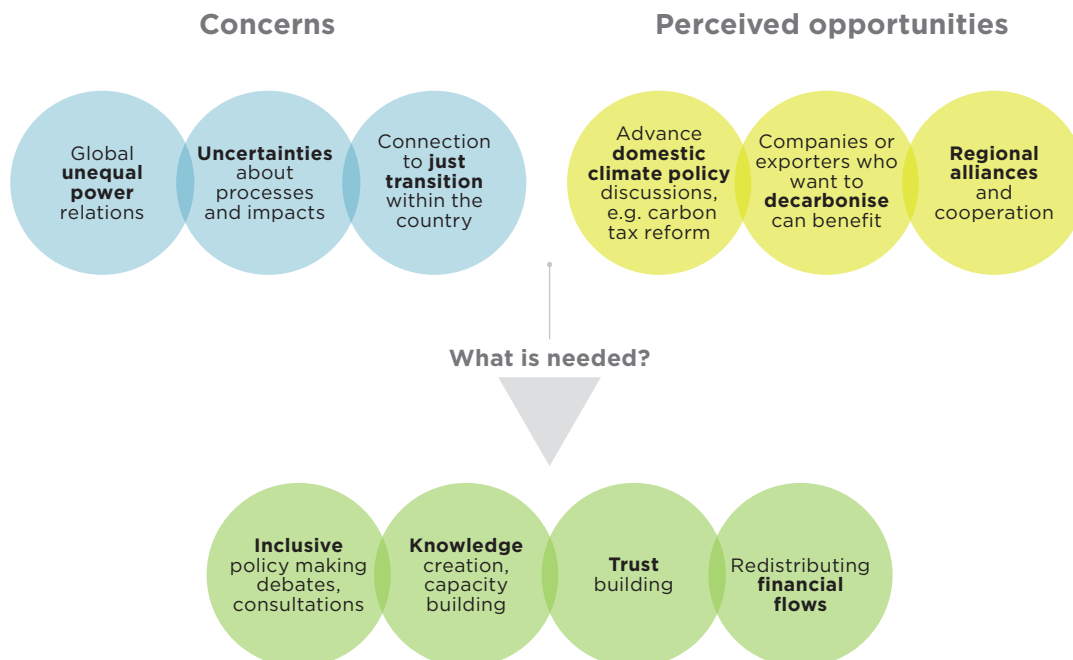 Concerns
Global
unequal
power
relations
Uncertainties
about
processes
and impacts
Connection
to just
transition
within the
country
Perceived opportunities
Advance
domestic
climate policy
discussions,
e.g. carbon
tax reform
Companies or
exporters who
want to
decarbonise
can benefit
Regional
alliances
and
cooperation
What is needed?
Inclusive
policy making
debates,
consultations
Knowledge
creation,
capacity
building
Trust
building
Redistributing
financial
flows